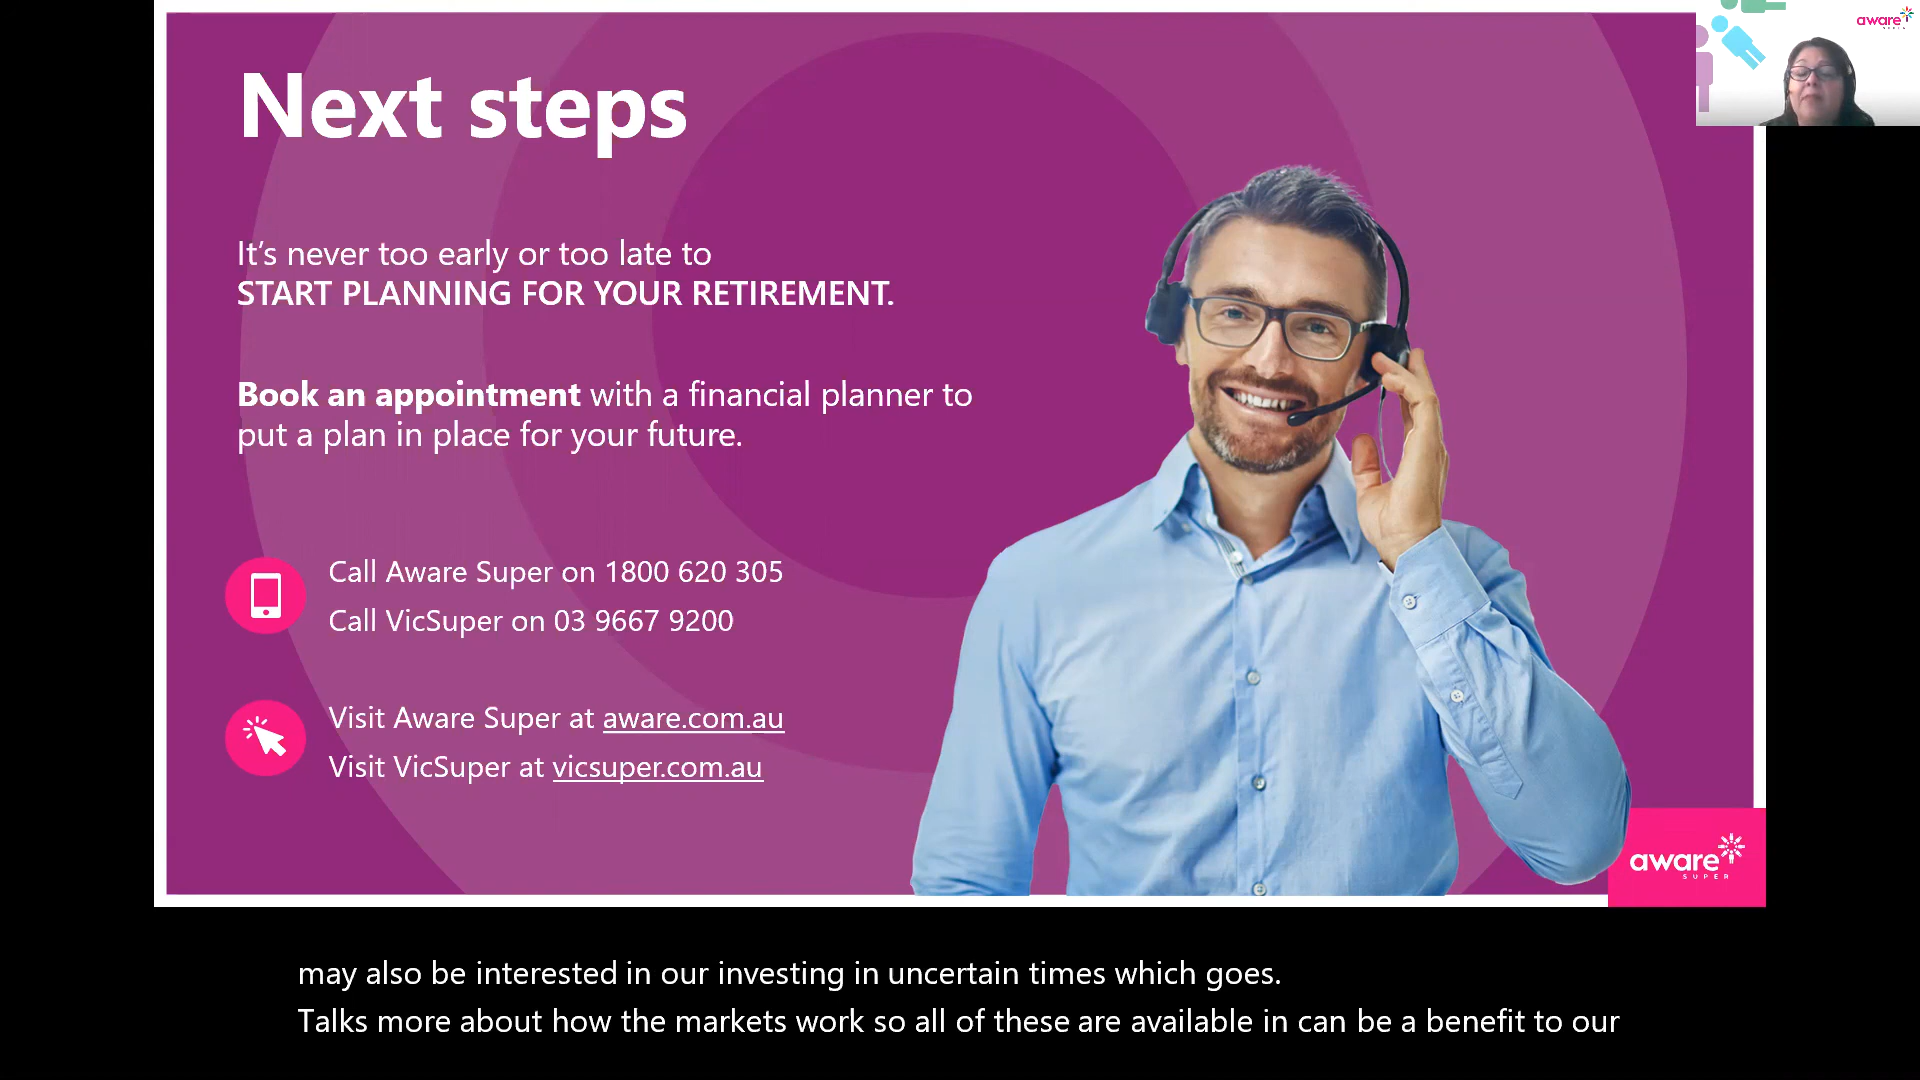 aware
SUPER
Next steps
It's never too early or too late to
START PLANNING FOR YOUR RETIREMENT.
Book an appointment with a financial planner to
put a plan in place for your future.
Call Aware Super on 1800 620 305
Call VicSuper on 03 9667 9200
Visit Aware Super at aware.com.au
Visit VicSuper at vicsuper.com.au
aware
SUPER
may also be interested in our investing in uncertain times which goes.
Talks more about how the markets work so all of these are available in can be a benefit to our